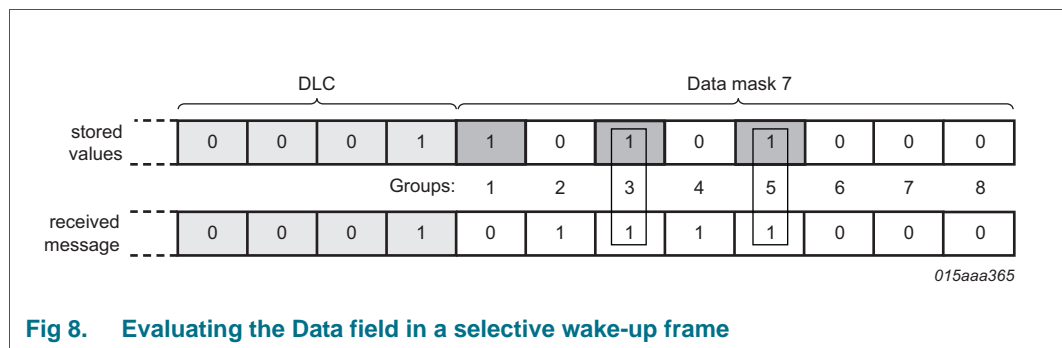 DLC Data mask 7
stored values 0 0 0 1 1 0 1 0 1 0 0 0
Groups: 1 2 3 4 5 6 7 8
received message 0 0 0 1 0 1 1 1 1 0 0 0
015aaa365
Fig 8. Evaluating the Data field in a selective wake-up frame